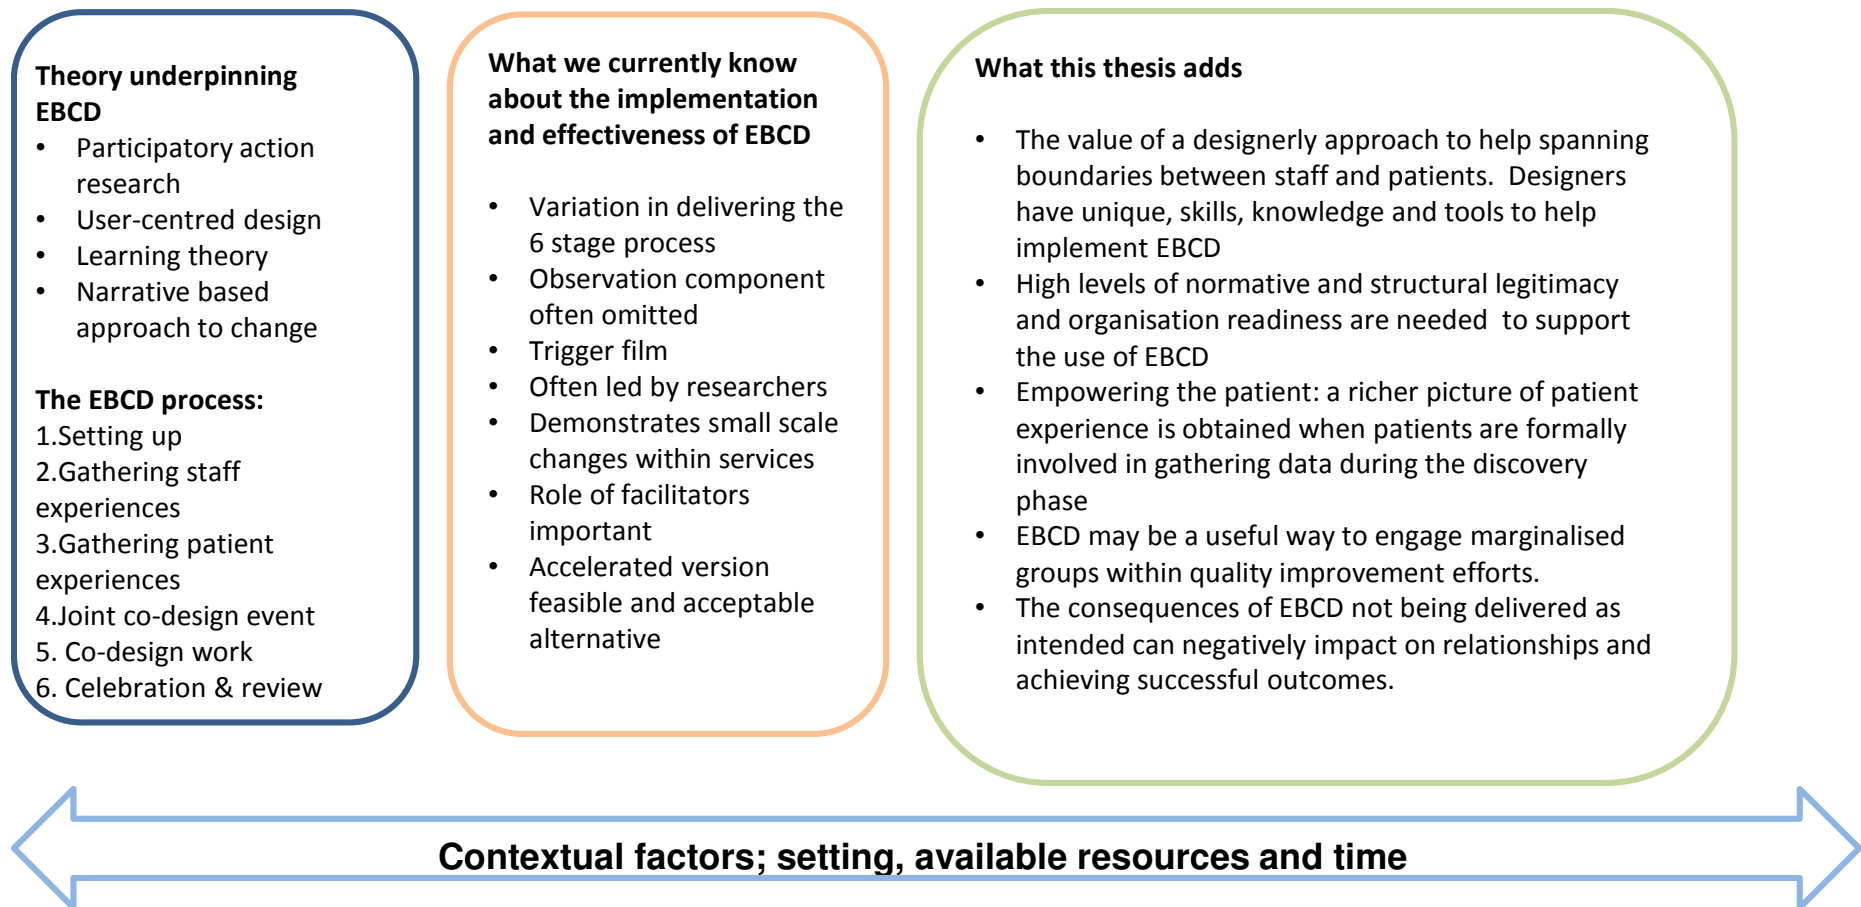 Theory underpinning
EBCD
• Participatory action
research
• User-centred design
• Learning theory
• Narrative based
approach to change
The EBCD process:
1.Setting up
2.Gathering staff
experiences
3.Gathering patient
experiences
4.Joint co-design event
5. Co-design work
6. Celebration & review
What we currently know
about the implementation
and effectiveness of EBCD
• Variation in delivering the
6 stage process
• Observation component
often omitted
• Trigger film
• Often led by researchers
• Demonstrates small scale
changes within services
• Role of facilitators
important
• Accelerated version
feasible and acceptable
alternative
What this thesis adds
• The value of a designerly approach to help spanning
boundaries between staff and patients. Designers
have unique, skills, knowledge and tools to help
implement EBCD
• High levels of normative and structural legitimacy
and organisation readiness are needed to support
the use of EBCD
• Empowering the patient: a richer picture of patient
experience is obtained when patients are formally
involved in gathering data during the discovery
phase
• EBCD may be a useful way to engage marginalised
groups within quality improvement efforts.
• The consequences of EBCD not being delivered as
intended can negatively impact on relationships and
achieving successful outcomes.
Contextual factors; setting, available resources and time